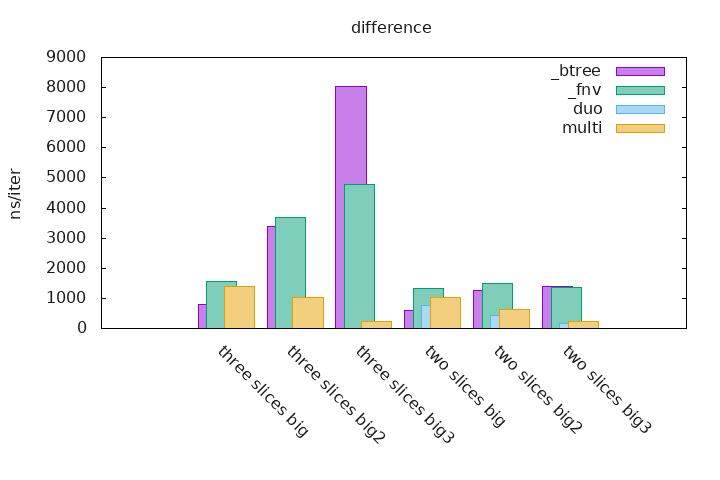 difference
9000
8000
7000
6000
5000
4000
3000
2000
1000
0
ns/iter
_btree
_fnv
duo
multi
three slices big
three slices big2
three slices big3
two slices big
two slices big2
two slices big3